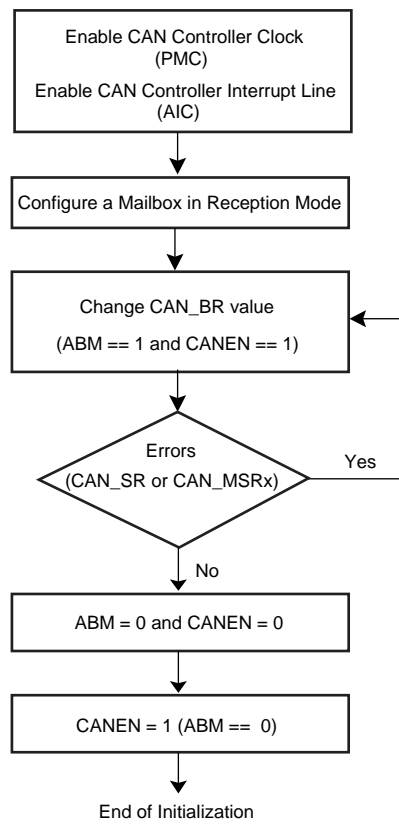 Enable CAN Controller Clock
(PMC)
Enable CAN Controller Interrupt Line
(AIC)
Configure a Mailbox in Reception Mode
Change CAN_BR value
(ABM == 1 and CANEN == 1)
Errors
(CAN_SR or CAN_MSRx)
Yes
No
ABM = 0 and CANEN = 0
CANEN = 1 (ABM == 0)
End of Initialization